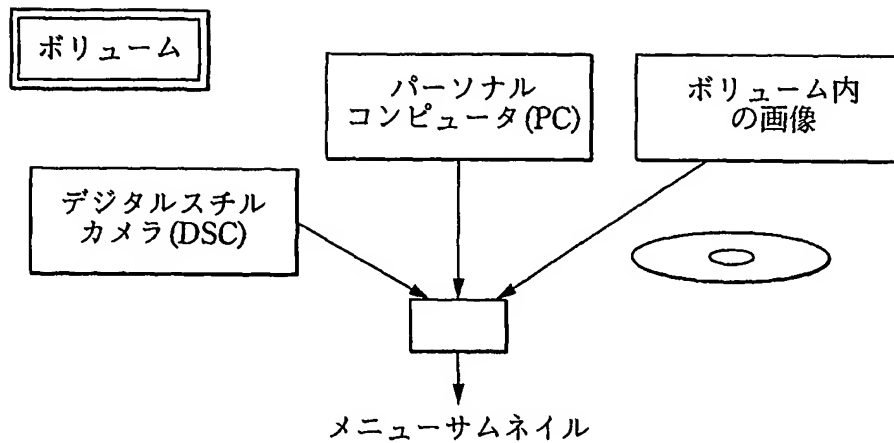 ボリューム
パーソナル
コンピュータ(PC)
ボリューム内
の画像
デジタルスチル
カメラ(DSC)
メニューサムネイル